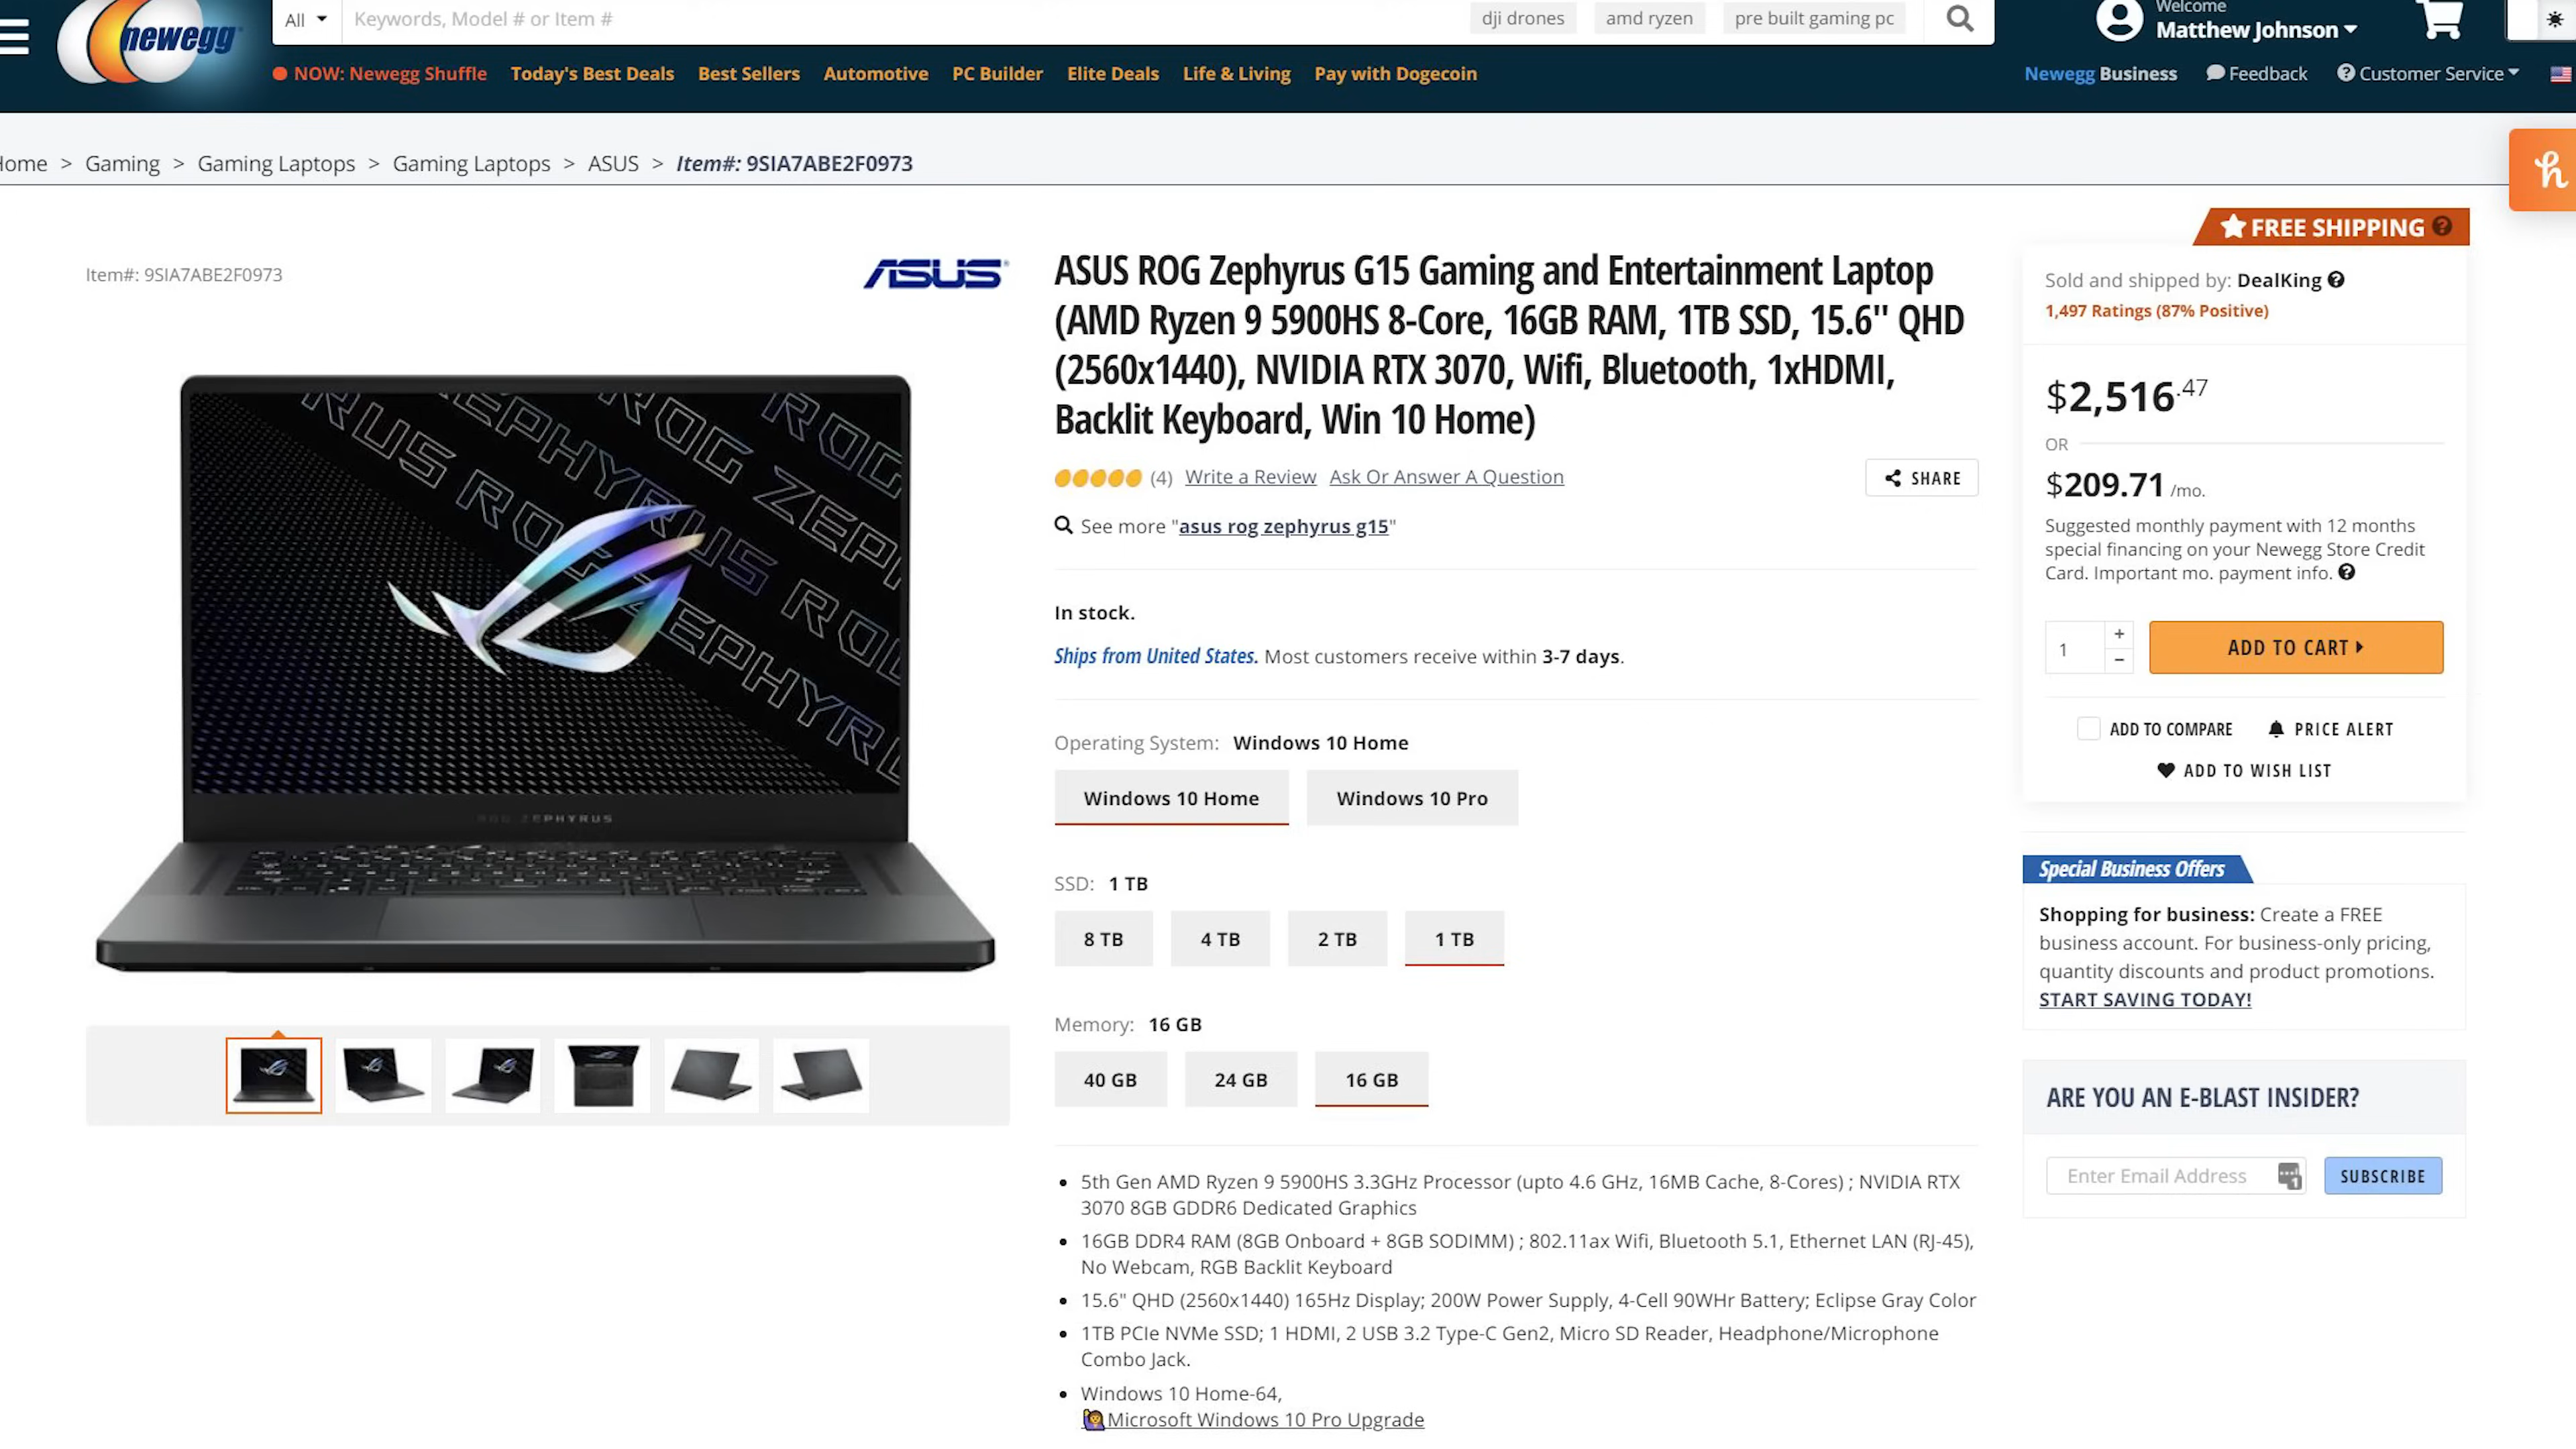 newegg
All
Keywords, Model # or Item #
dji drones
amd ryzen
pre built gaming pc
Welcome
Matthew Johnson
NOW: Newegg Shuffle
Today's Best Deals
Best Sellers
Automotive
PC Builder
Elite Deals
Life & Living
Pay with Dogecoin
Newegg Business
Feedback
Customer Service
ome > Gaming > Gaming Laptops > Gaming Laptops > ASUS > Item#: 9SIA7ABE2F0973
h
Item#: 9SIA7ABE2F0973
ASUS
ROG ZEPHYRUS
ASUS ROG Zephyrus G15 Gaming and Entertainment Laptop
(AMD Ryzen 9 5900HS 8-Core, 16GB RAM, 1TB SSD, 15.6" QHD
(2560x1440), NVIDIA RTX 3070, Wifi, Bluetooth, 1xHDMI,
Backlit Keyboard, Win 10 Home)
(4) Write a Review Ask Or Answer A Question
SHARE
See more "asus rog zephyrus g15"
In stock.
Ships from United States. Most customers receive within 3-7 days.
Operating System: Windows 10 Home
Windows 10 Home
Windows 10 Pro
SSD: 1 TB
8 TB
4 TB
2 TB
1 TB
Memory: 16 GB
40 GB
24 GB
16 GB
• 5th Gen AMD Ryzen 9 5900HS 3.3GHz Processor (upto 4.6 GHz, 16MB Cache, 8-Cores) ; NVIDIA RTX
3070 8GB GDDR6 Dedicated Graphics
• 16GB DDR4 RAM (8GB Onboard + 8GB SODIMM) ; 802.11ax Wifi, Bluetooth 5.1, Ethernet LAN (RJ-45),
No Webcam, RGB Backlit Keyboard
• 15.6" QHD (2560x1440) 165Hz Display; 200W Power Supply, 4-Cell 90WHr Battery; Eclipse Gray Color
• 1TB PCIe NVMe SSD; 1 HDMI, 2 USB 3.2 Type-C Gen2, Micro SD Reader, Headphone/Microphone
Combo Jack.
• Windows 10 Home-64,
🙋Microsoft Windows 10 Pro Upgrade
FREE SHIPPING
Sold and shipped by: DealKing
1,497 Ratings (87% Positive)
$2,516.47
OR
$209.71 /mo.
Suggested monthly payment with 12 months
special financing on your Newegg Store Credit
Card. Important mo. payment info.
1
+
−
ADD TO CART
ADD TO COMPARE
PRICE ALERT
ADD TO WISH LIST
Special Business Offers
Shopping for business: Create a FREE
business account. For business-only pricing,
quantity discounts and product promotions.
START SAVING TODAY!
ARE YOU AN E-BLAST INSIDER?
Enter Email Address
1
SUBSCRIBE